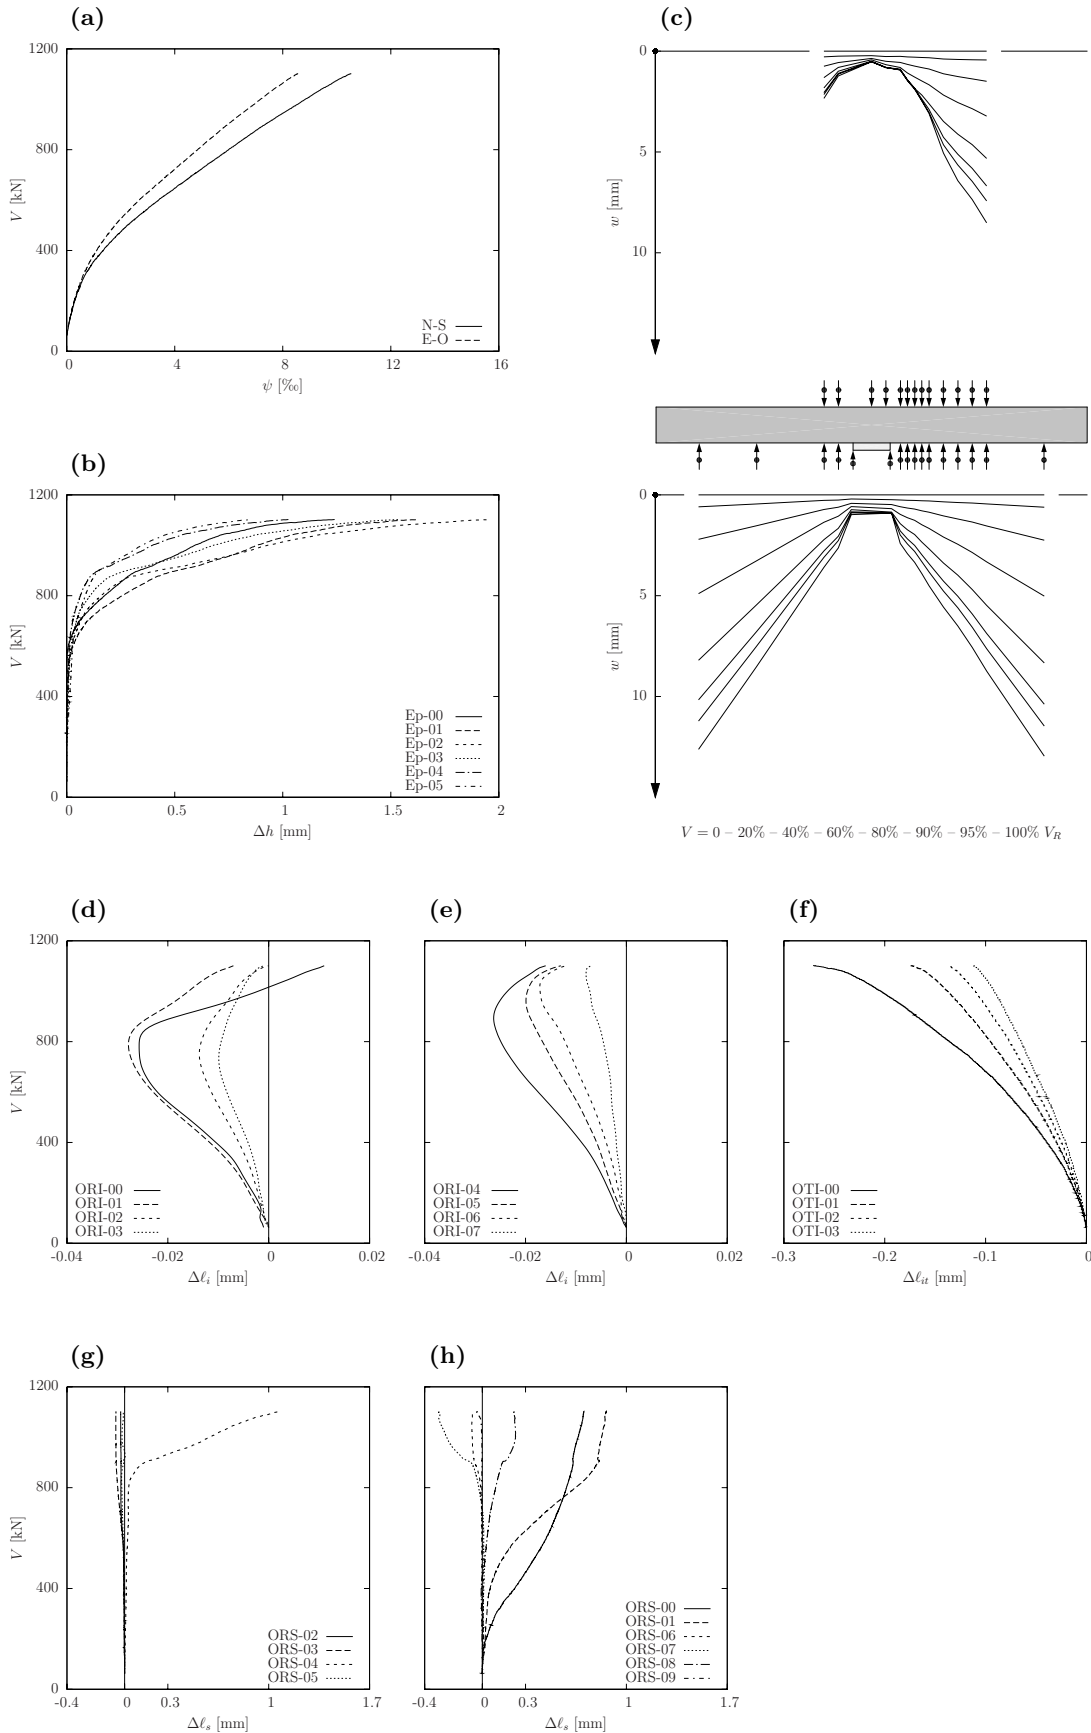 (a)
1200
800
400
0
V [kN]
N-S
E-O
0 4 8 12 16
ψ [‰]
(b)
1200
800
400
0
V [kN]
Ep-00
Ep-01
Ep-02
Ep-03
Ep-04
Ep-05
0 0.5 1 1.5 2
Δh [mm]
(c)
0
5
10
w [mm]
0
5
10
w [mm]
V = 0 – 20% – 40% – 60% – 80% – 90% – 95% – 100% V_R
(d)
1200
800
400
0
V [kN]
ORI-00
ORI-01
ORI-02
ORI-03
-0.04 -0.02 0 0.02
Δℓ_i [mm]
(e)
ORI-04
ORI-05
ORI-06
ORI-07
-0.04 -0.02 0 0.02
Δℓ_i [mm]
(f)
OTI-00
OTI-01
OTI-02
OTI-03
-0.3 -0.2 -0.1 0
Δℓ_it [mm]
(g)
1200
800
400
0
V [kN]
ORS-02
ORS-03
ORS-04
ORS-05
-0.4 0 0.3 1 1.7
Δℓ_s [mm]
(h)
ORS-00
ORS-01
ORS-06
ORS-07
ORS-08
ORS-09
-0.4 0 0.3 1 1.7
Δℓ_s [mm]